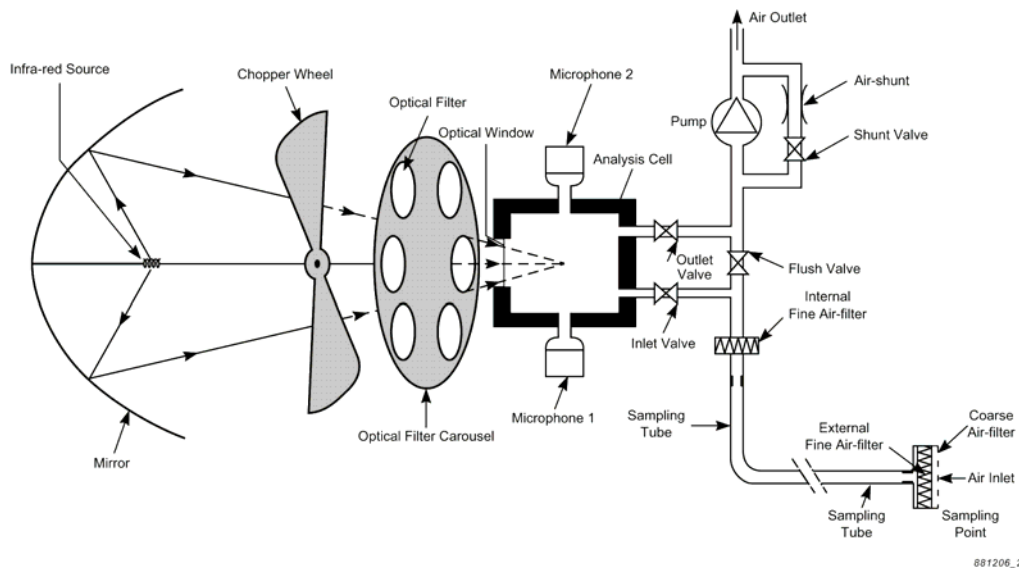 Air Outlet
Infra-red Source
Chopper Wheel
Microphone 2
Air-shunt
Optical Filter
Pump
Optical
Window
Shunt Valve
Analysis Cell
Outlet
Valve
Flush Valve
Internal
Fine Air-filter
Inlet Valve
Microphone 1
Sampling
Tube
External
Fine Air-filter
Coarse
Air-filter
Optical Filter Carousel
Mirror
Air Inlet
Sampling
Tube
Sampling
Point